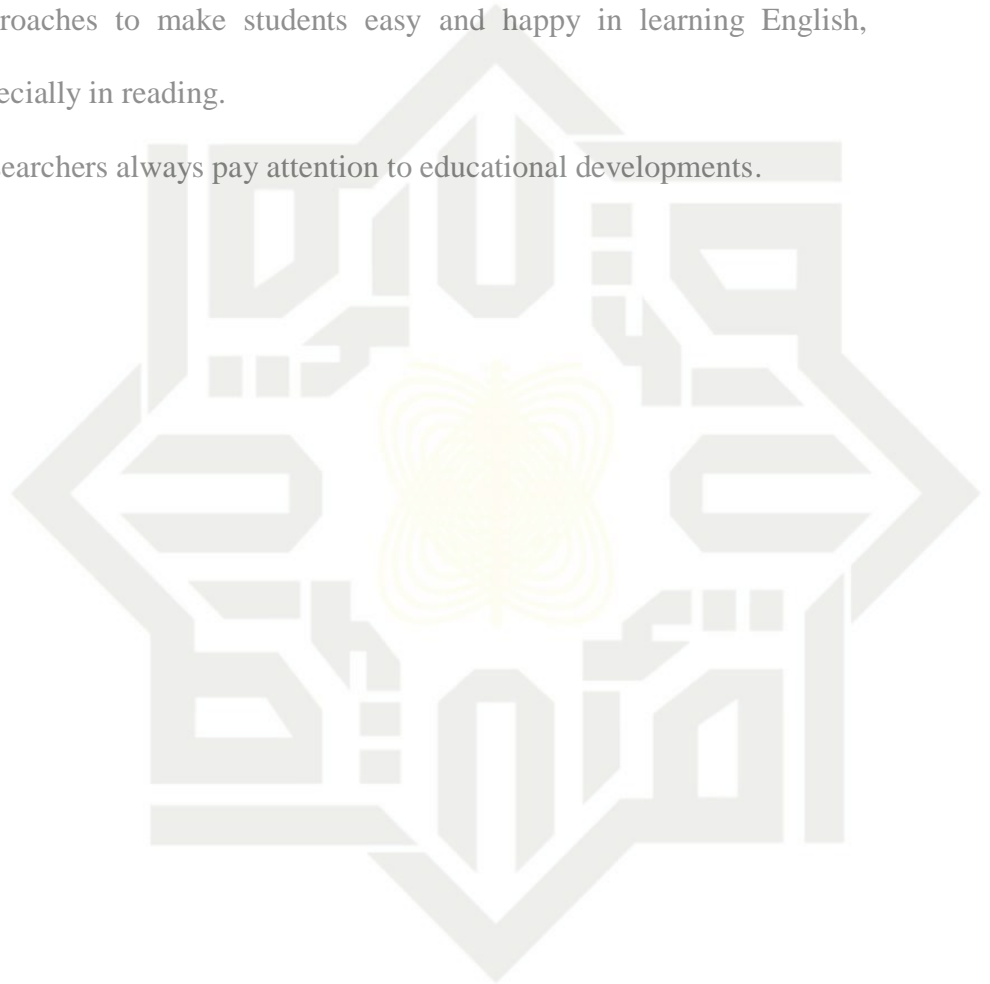 roaches to make students easy and happy in learning English,
ecially in reading.
earchers always pay attention to educational developments.